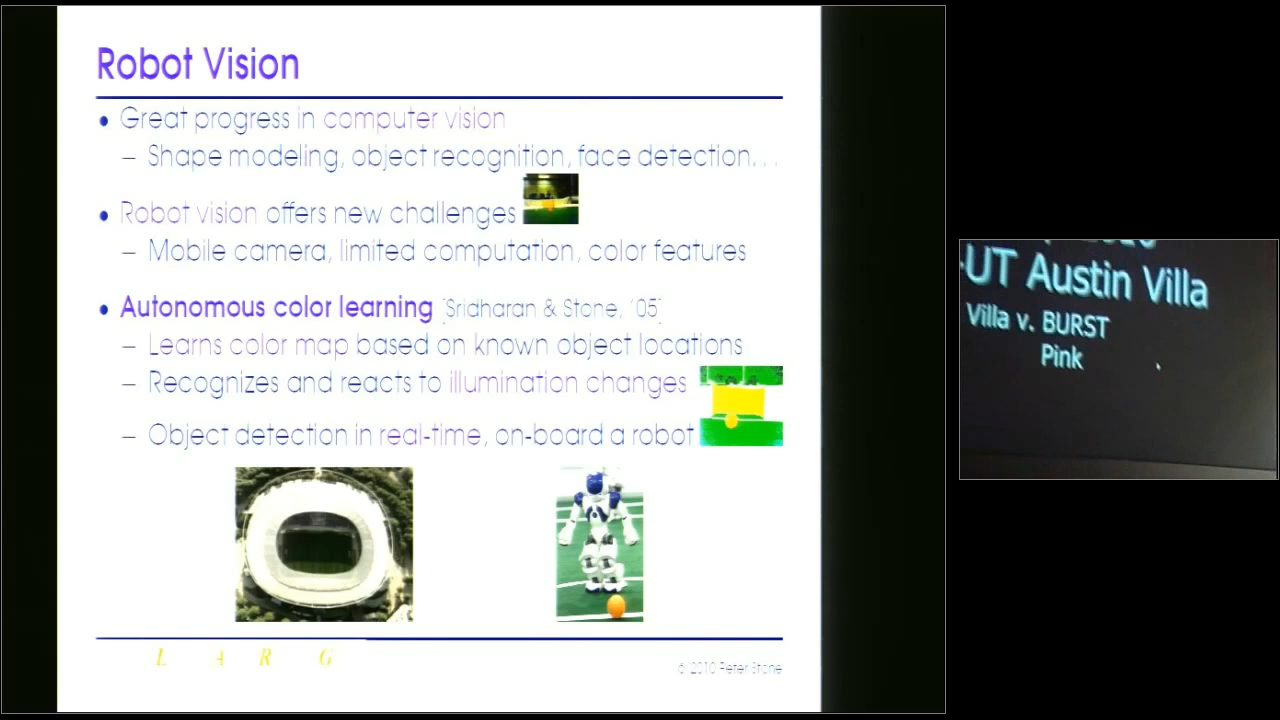 Robot Vision
• Great progress in computer vision
– Shape modeling, object recognition, face detection. . .
• Robot vision offers new challenges
– Mobile camera, limited computation, color features
• Autonomous color learning [Sridharan & Stone, '05]
– Learns color map based on known object locations
– Recognizes and reacts to illumination changes
– Object detection in real-time, on-board a robot
L A R G
© 2010 Peter Stone
UT Austin Villa
Villa v. BURST
Pink